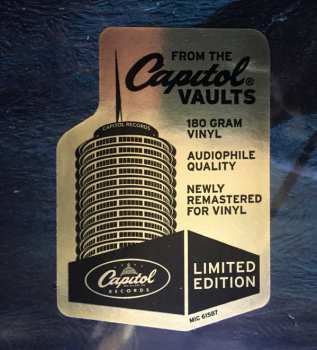 FROM THE
Capitol®
VAULTS
180 GRAM
VINYL
AUDIOPHILE
QUALITY
NEWLY
REMASTERED
FOR VINYL
CAPITOL RECORDS
Capitol
RECORDS
LIMITED
EDITION
MIC 61587